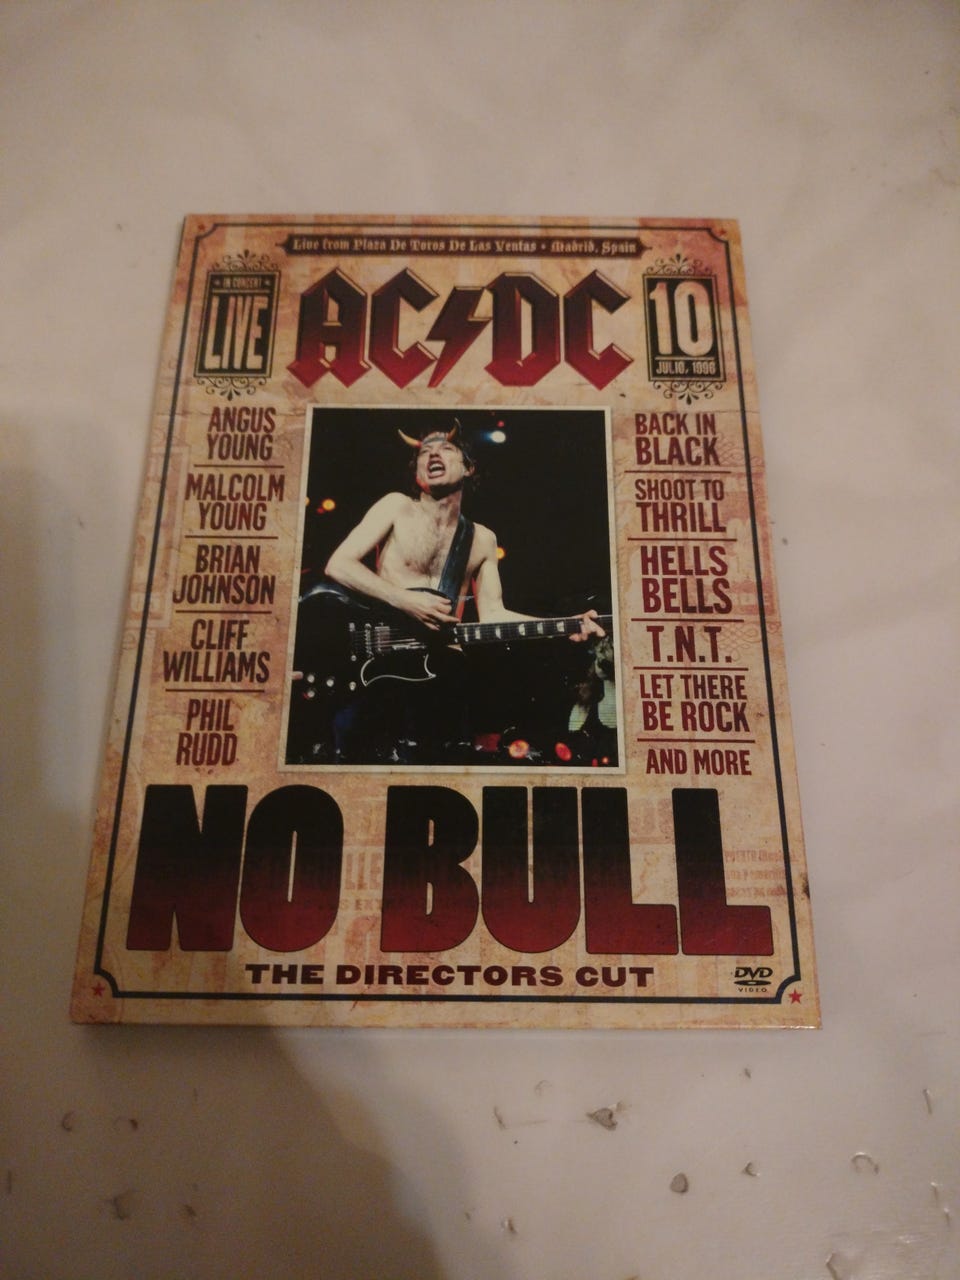 Live from Plaza De Toros De Las Ventas • Madrid, Spain
IN CONCERT
LIVE
AC DC
10
JULIO, 1996
ANGUS
YOUNG
MALCOLM
YOUNG
BRIAN
JOHNSON
CLIFF
WILLIAMS
PHIL
RUDD
BACK IN
BLACK
SHOOT TO
THRILL
HELLS
BELLS
T.N.T.
LET THERE
BE ROCK
AND MORE
NO BULL
THE DIRECTORS CUT
DVD
VIDEO